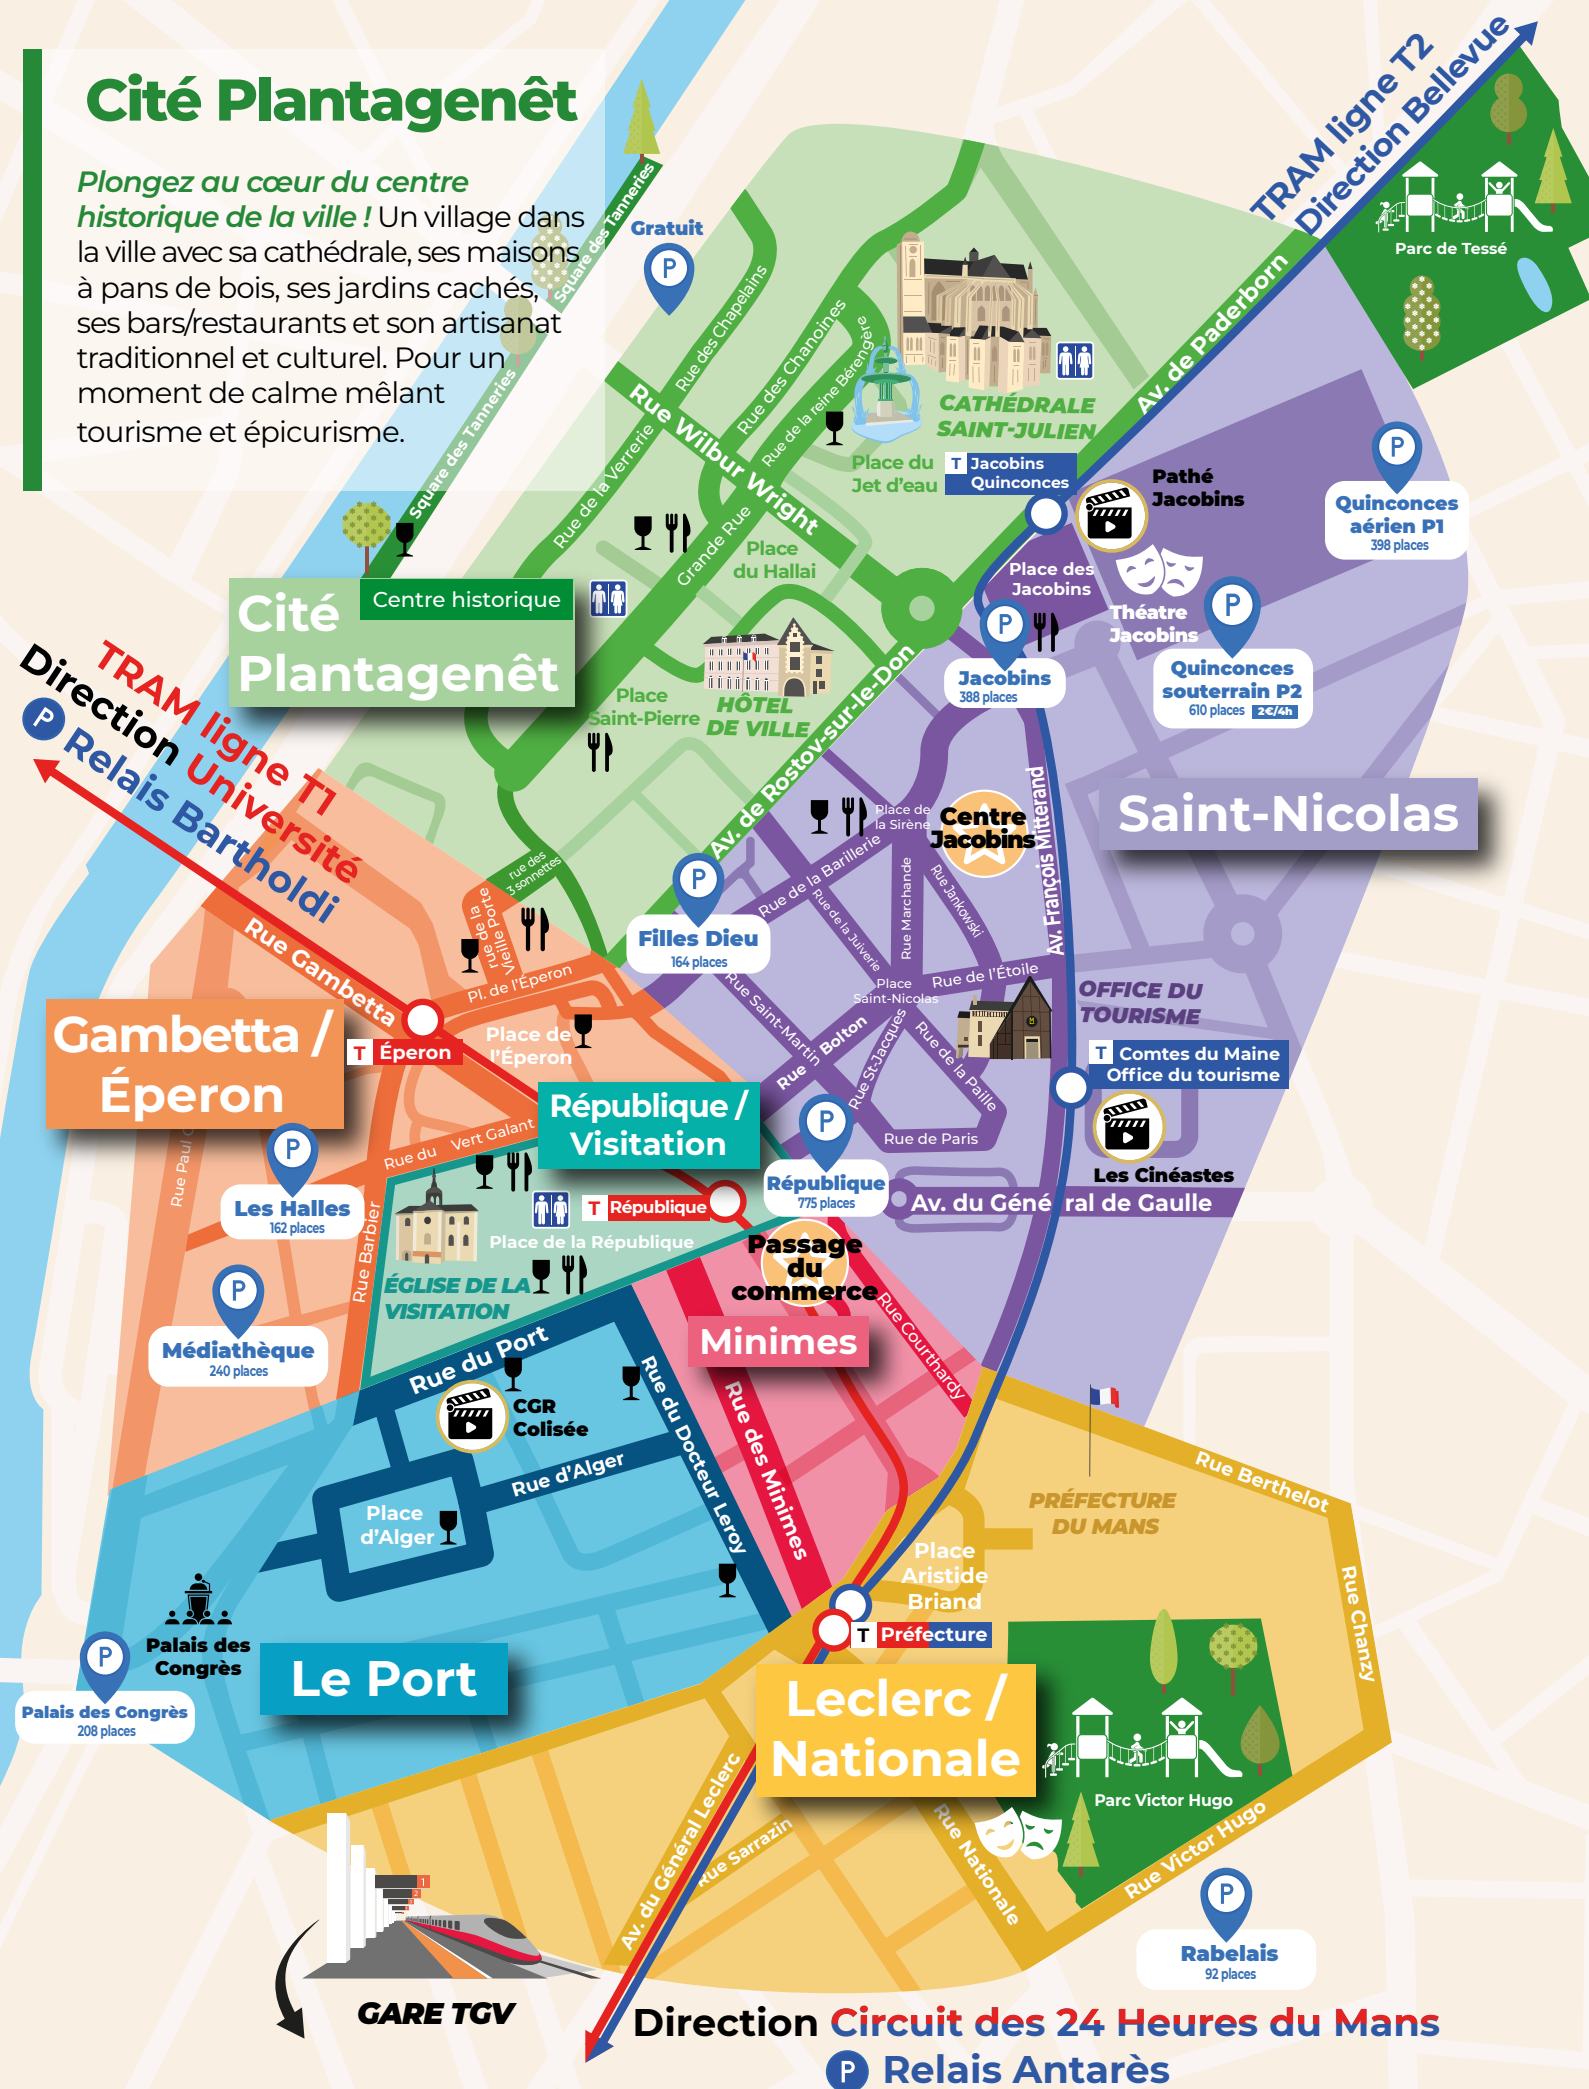 Cité Plantagenêt
Plongez au cœur du centre
historique de la ville ! Un village dans
la ville avec sa cathédrale, ses maisons
à pans de bois, ses jardins cachés,
ses bars/restaurants et son artisanat
traditionnel et culturel. Pour un
moment de calme mêlant
tourisme et épicurisme.
TRAM ligne T2
Direction Bellevue
Parc de Tessé
Square des Tanneries
Square des Tanneries
Gratuit
P
Rue des Chapelains
Rue des Chanoines
Rue de la reine Bérengère
Rue Wilbur Wright
Rue de la Verrerie
Grande Rue
CATHÉDRALE
SAINT-JULIEN
Av. de Paderborn
Place du
Jet d'eau
T Jacobins
Quinconces
Pathé
Jacobins
P
Quinconces
aérien P1
398 places
Place
du Hallai
Place des
Jacobins
Théatre
Jacobins
P
Quinconces
souterrain P2
610 places 2€/4h
P
Jacobins
388 places
Cité
Plantagenêt
Centre historique
Place
Saint-Pierre
HÔTEL
DE VILLE
Av. de Rostov-sur-le-Don
TRAM ligne T1
Direction Université
P Relais Bartholdi
Saint-Nicolas
Place de
la Sirène
Centre
Jacobins
Av. François Mitterand
rue des
3 sonnettes
rue de la
Vieille Porte
Rue de la Barillerie
Rue de la Juiverie
Rue Marchande
Rue Jankowski
P
Filles Dieu
164 places
Rue Gambetta
Pl. de l'Éperon
Place de
l'Éperon
T Éperon
Gambetta /
Éperon
Rue Saint-Martin
Place
Saint-Nicolas
Rue de l'Étoile
Rue Bolton
Rue St-Jacques
Rue de la Paille
Rue de Paris
OFFICE DU
TOURISME
M
T Comtes du Maine
Office du tourisme
Les Cinéastes
République /
Visitation
P
République
775 places
Av. du Géné ral de Gaulle
Rue du Vert Galant
Rue Paul
P
Les Halles
162 places
Rue Barbier
T République
Place de la République
ÉGLISE DE LA
VISITATION
Passage
du
commerce
P
Médiathèque
240 places
Minimes
Rue Courthardy
Rue du Port
CGR
Colisée
Rue du Docteur Leroy
Rue des Minimes
Rue d'Alger
Place
d'Alger
Rue Berthelot
PRÉFECTURE
DU MANS
Place
Aristide
Briand
Rue Chanzy
T Préfecture
Palais des
Congrès
P
Palais des Congrès
208 places
Le Port
Leclerc /
Nationale
Parc Victor Hugo
Av. du Général Leclerc
Rue Sarrazin
Rue Nationale
Rue Victor Hugo
P
Rabelais
92 places
1
2
GARE TGV
Direction Circuit des 24 Heures du Mans
P Relais Antarès